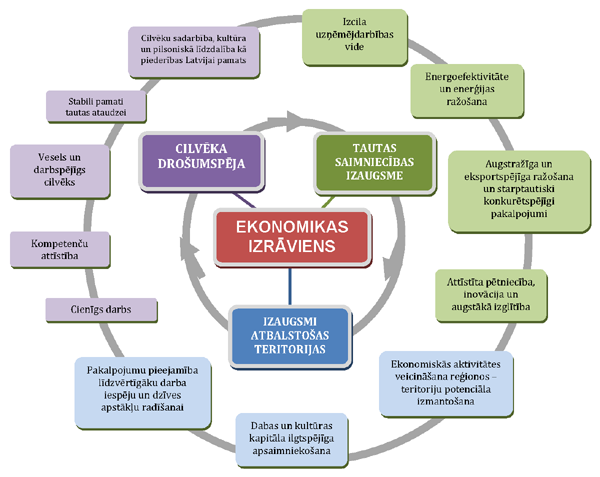 Cilvēku sadarbība, kultūra
un pilsoniskā līdzdalība kā
piederības Latvijai pamats
Izcila
uzņēmējdarbības
vide
Stabili pamati
tautas ataudzei
Energoefektivitāte
un enerģijas
ražošana
CILVĒKA
DROŠUMSPĒJA
TAUTAS
SAIMNIECĪBAS
IZAUGSME
Vesels un
darbspējīgs
cilvēks
Augstražīga un
eksportspējīga ražošana
un starptautiski
konkurētspējīgi
pakalpojumi
EKONOMIKAS
IZRĀVIENS
Kompetenču
attīstība
Attīstīta pētniecība,
inovācija un
augstākā izglītība
Cienīgs darbs
IZAUGSMI
ATBALSTOŠAS
TERITORIJAS
Pakalpojumu pieejamība
līdzvērtīgāku darba
iespēju un dzīves
apstākļu radīšanai
Ekonomiskās aktivitātes
veicināšana reģionos –
teritoriju potenciāla
izmantošana
Dabas un kultūras
kapitāla ilgtspējīga
apsaimniekošana